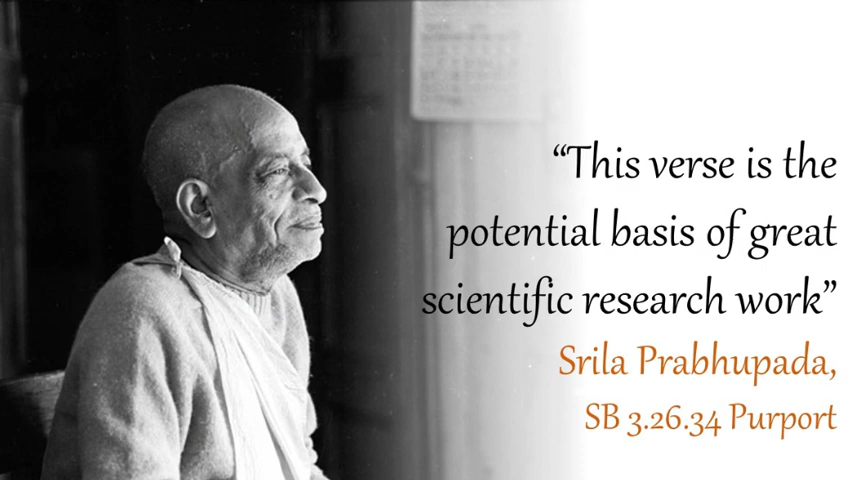 “This verse is the
potential basis of great
scientific research work”
Srila Prabhupada,
SB 3.26.34 Purport